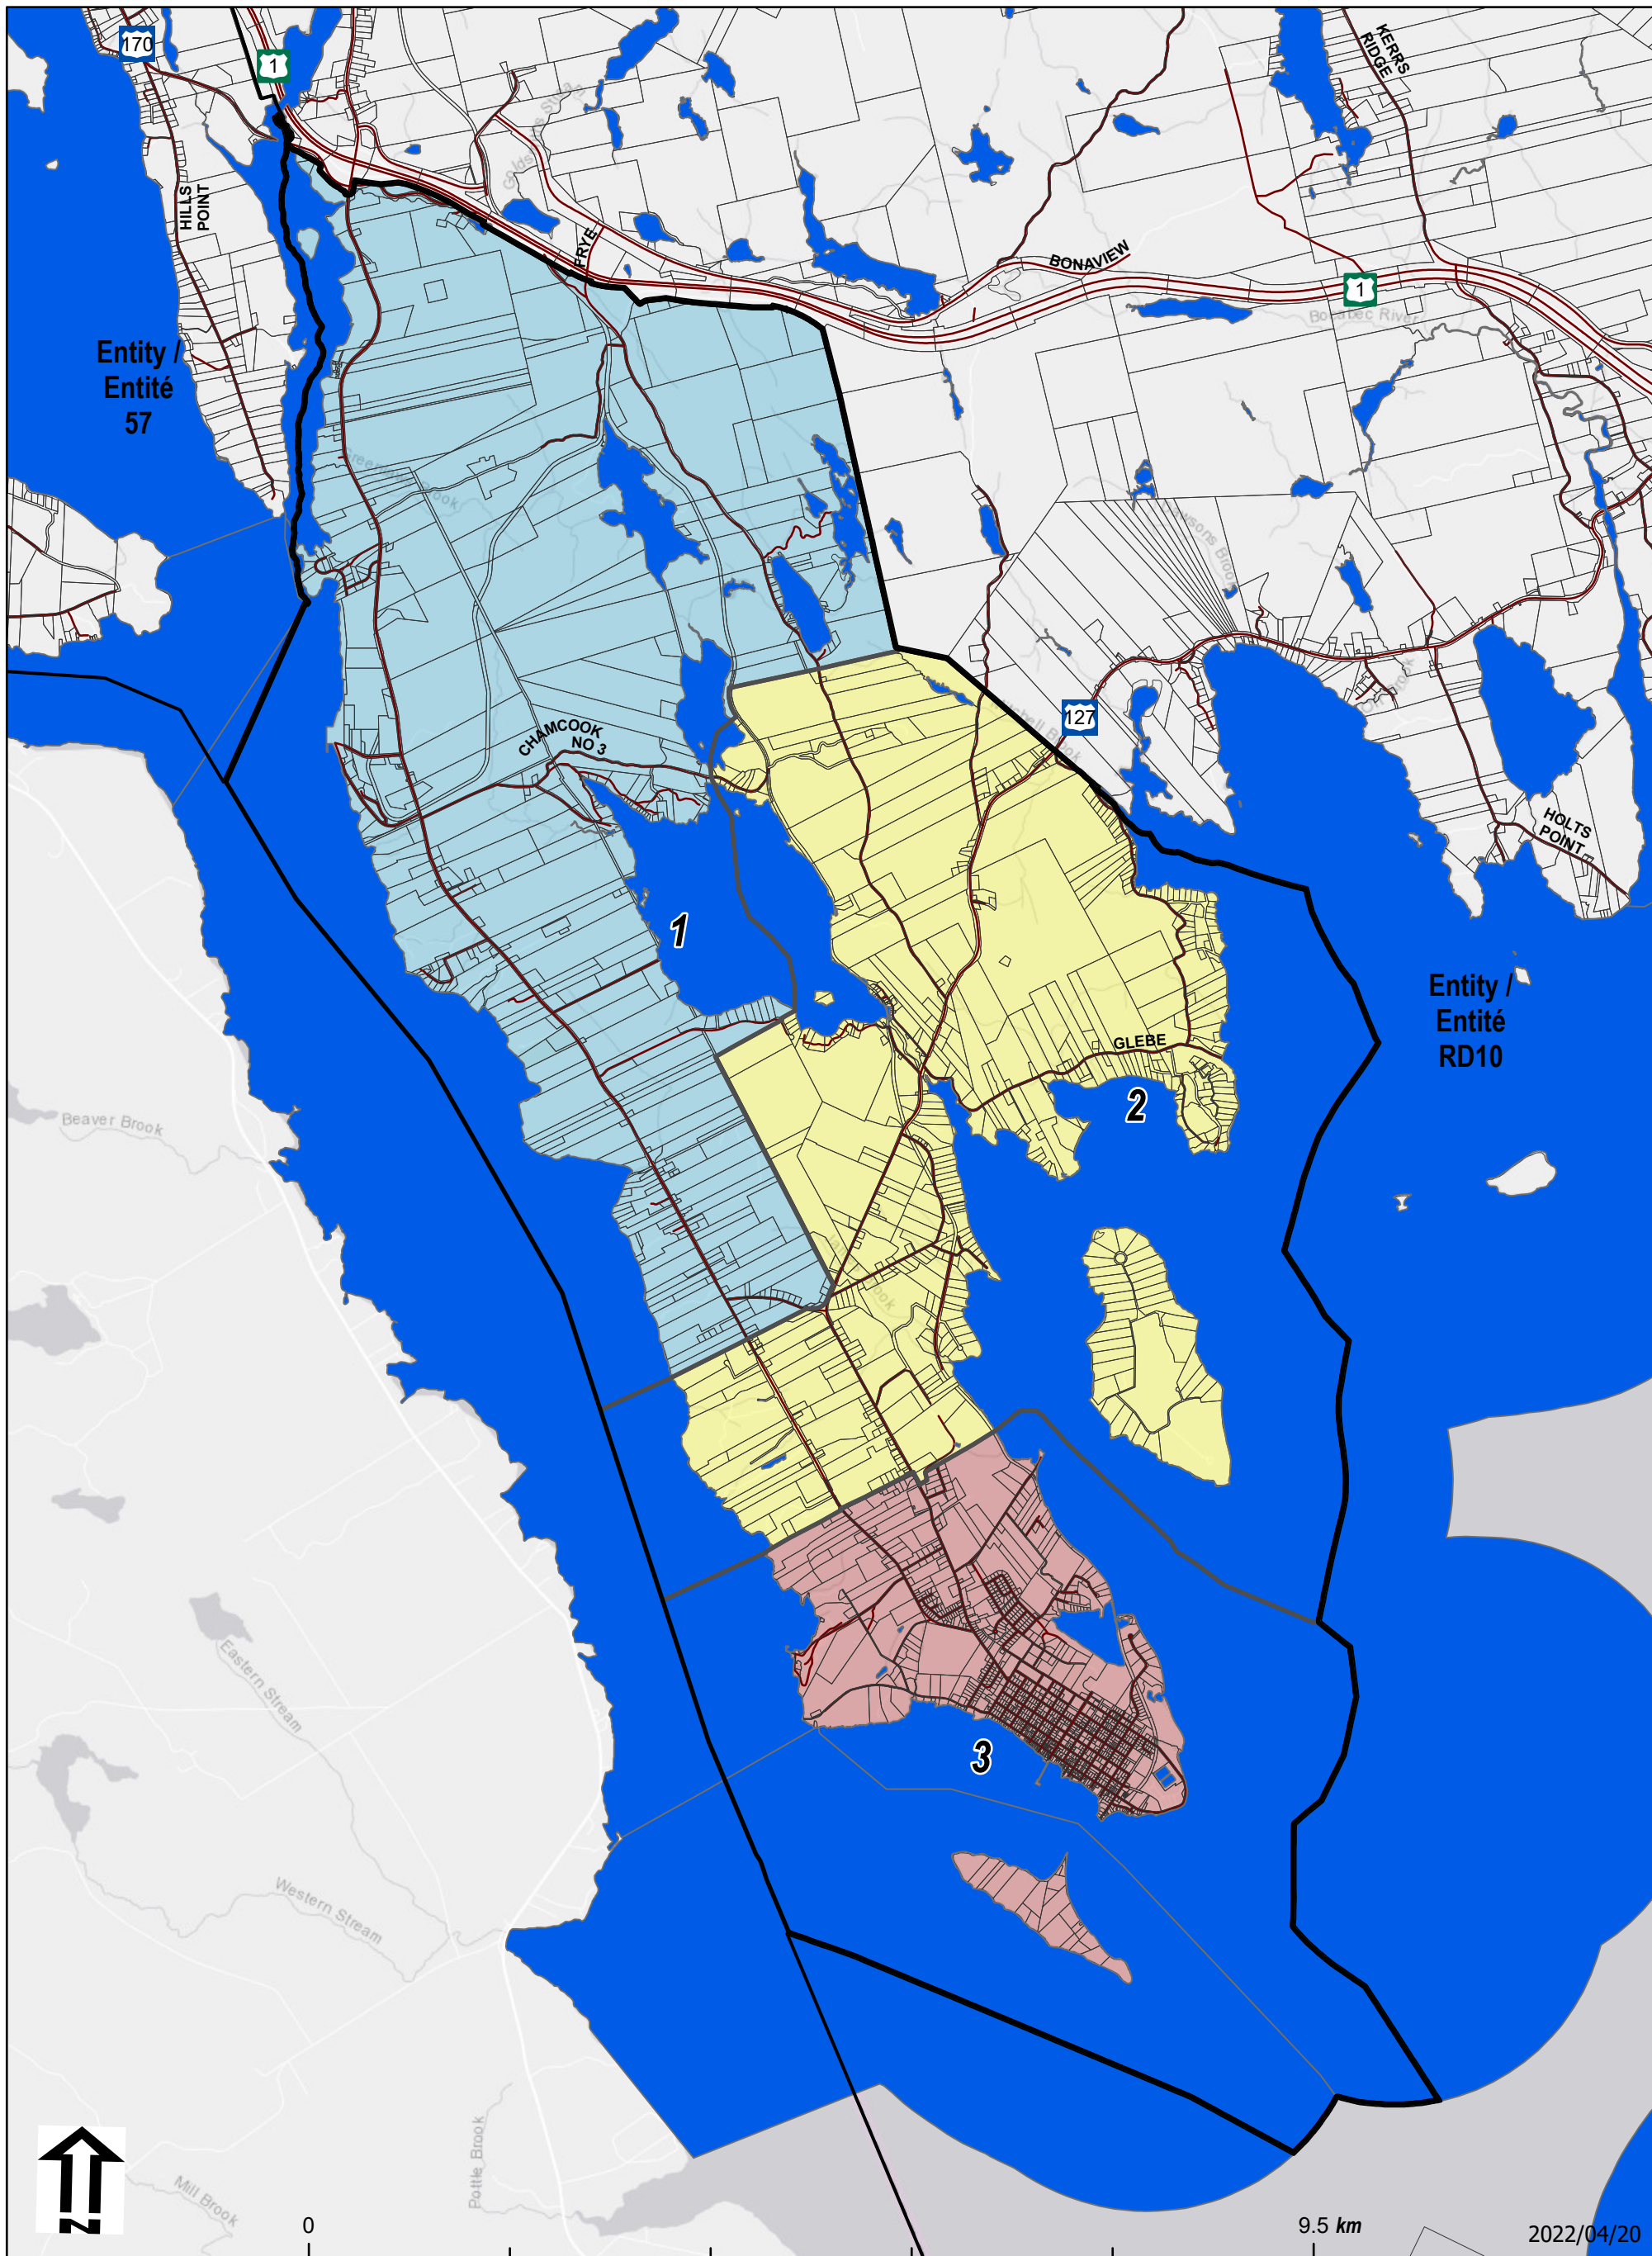 170
1
KERRS
RIDGE
HILLS
POINT
FRYE
BONAVIEW
1
Bocabec River
Entity /
Entité
57
Greenlaw Brook
127
CHAMCOOK
NO 3
HOLTS
POINT
1
Entity /
Entité
RD10
GLEBE
2
Beaver Brook
Eastern Stream
3
Western Stream
Pottle Brook
Mill Brook
N
0
9.5 km
2022/04/20